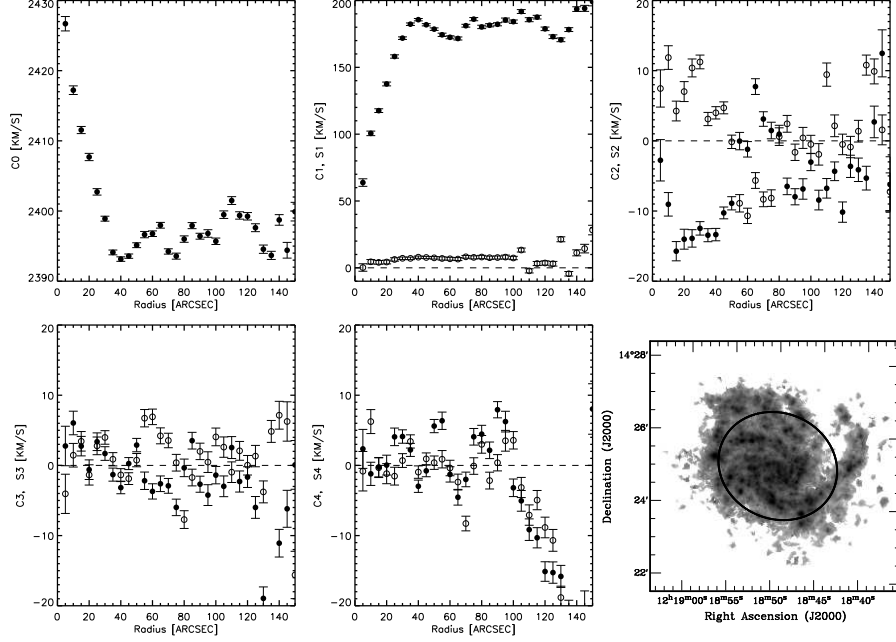 2430
2420
2410
2400
2390
C0 [KM/S]
0 20 40 60 80 100 120 140
Radius [ARCSEC]
200
150
100
50
0
C1, S1 [KM/S]
0 20 40 60 80 100 120 140
Radius [ARCSEC]
20
10
0
-10
-20
C2, S2 [KM/S]
0 20 40 60 80 100 120 140
Radius [ARCSEC]
20
10
0
-10
-20
C3, S3 [KM/S]
0 20 40 60 80 100 120 140
Radius [ARCSEC]
20
10
0
-10
-20
C4, S4 [KM/S]
0 20 40 60 80 100 120 140
Radius [ARCSEC]
14°28'
26'
24'
22'
Declination (J2000)
12ʰ19ᵐ00ˢ 18ᵐ55ˢ 18ᵐ50ˢ 18ᵐ45ˢ 18ᵐ40ˢ
Right Ascension (J2000)